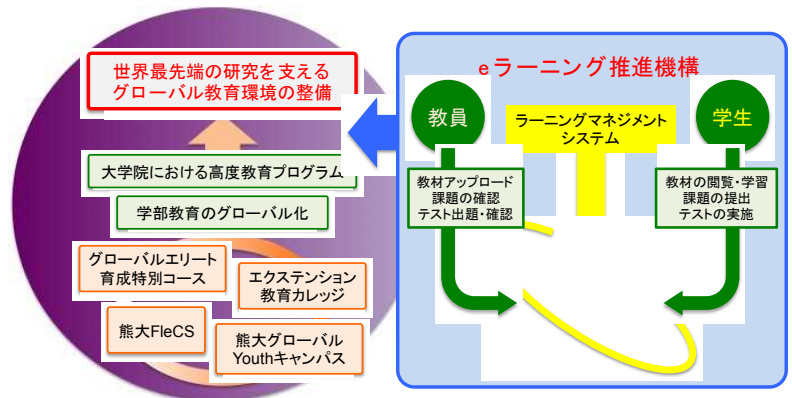 世界最先端の研究を支える
グローバル教育環境の整備
大学院における高度教育プログラム
学部教育のグローバル化
グローバルエリート
育成特別コース
エクステンション
教育カレッジ
熊大FleCS
熊大グローバル
Youthキャンパス
eラーニング推進機構
教員
ラーニングマネジメント
システム
学生
教材アップロード
課題の確認
テスト出題・確認
教材の閲覧・学習
課題の提出
テストの実施